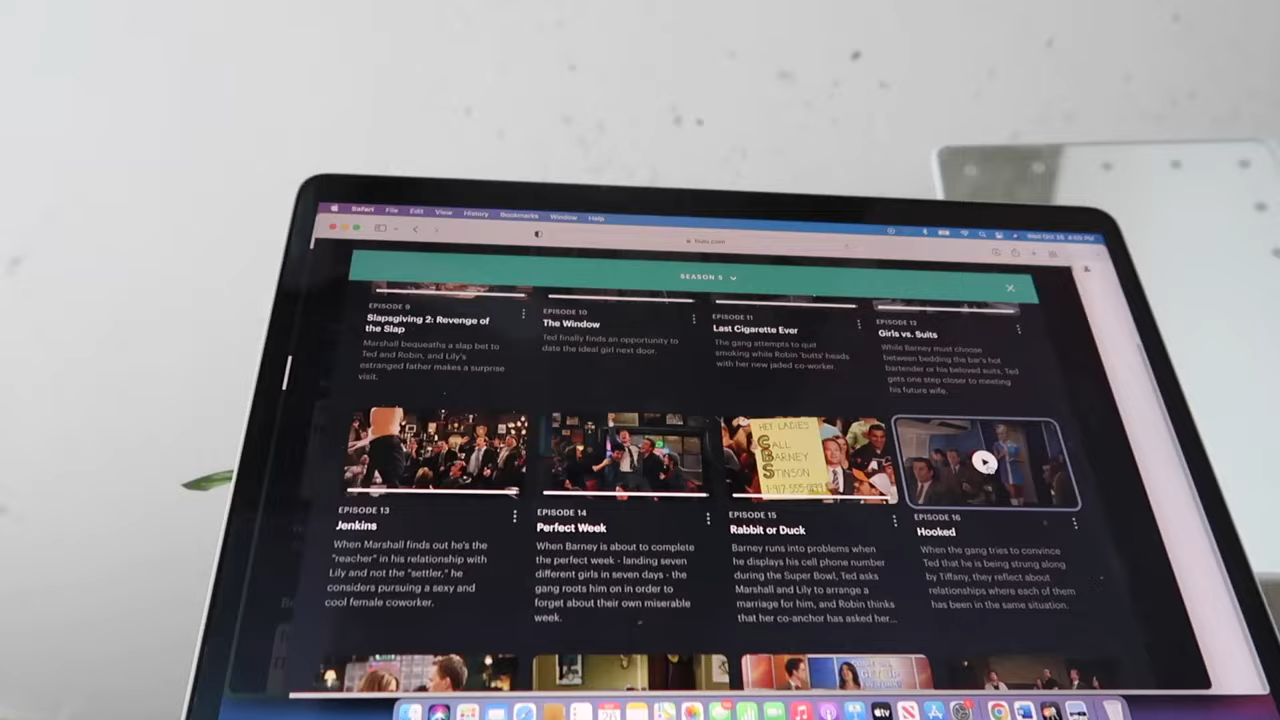 Safari File Edit View History Bookmarks Window Help
hulu.com
SEASON 5
EPISODE 9
Slapsgiving 2: Revenge of
the Slap
Marshall bequeaths a slap bet to
Ted and Robin, and Lily's
estranged father makes a surprise
visit.
EPISODE 10
The Window
Ted finally finds an opportunity to
date the ideal girl next door.
EPISODE 11
Last Cigarette Ever
The gang attempts to quit
smoking while Robin 'butts' heads
with her new jaded co-worker.
EPISODE 12
Girls vs. Suits
While Barney must choose
between bedding the bar's hot
bartender or his beloved suits, Ted
gets one step closer to meeting
his future wife.
HEY LADIES
CALL
BARNEY
STINSON
EPISODE 13
Jenkins
When Marshall finds out he's the
"reacher" in his relationship with
Lily and not the "settler," he
considers pursuing a sexy and
cool female coworker.
EPISODE 14
Perfect Week
When Barney is about to complete
the perfect week - landing seven
different girls in seven days - the
gang roots him on in order to
forget about their own miserable
week.
EPISODE 15
Rabbit or Duck
Barney runs into problems when
he displays his cell phone number
during the Super Bowl, Ted asks
Marshall and Lily to arrange a
marriage for him, and Robin thinks
that her co-anchor has asked her...
EPISODE 16
Hooked
When the gang tries to convince
Ted that he is being strung along
by Tiffany, they reflect about
relationships where each of them
has been in the same situation.